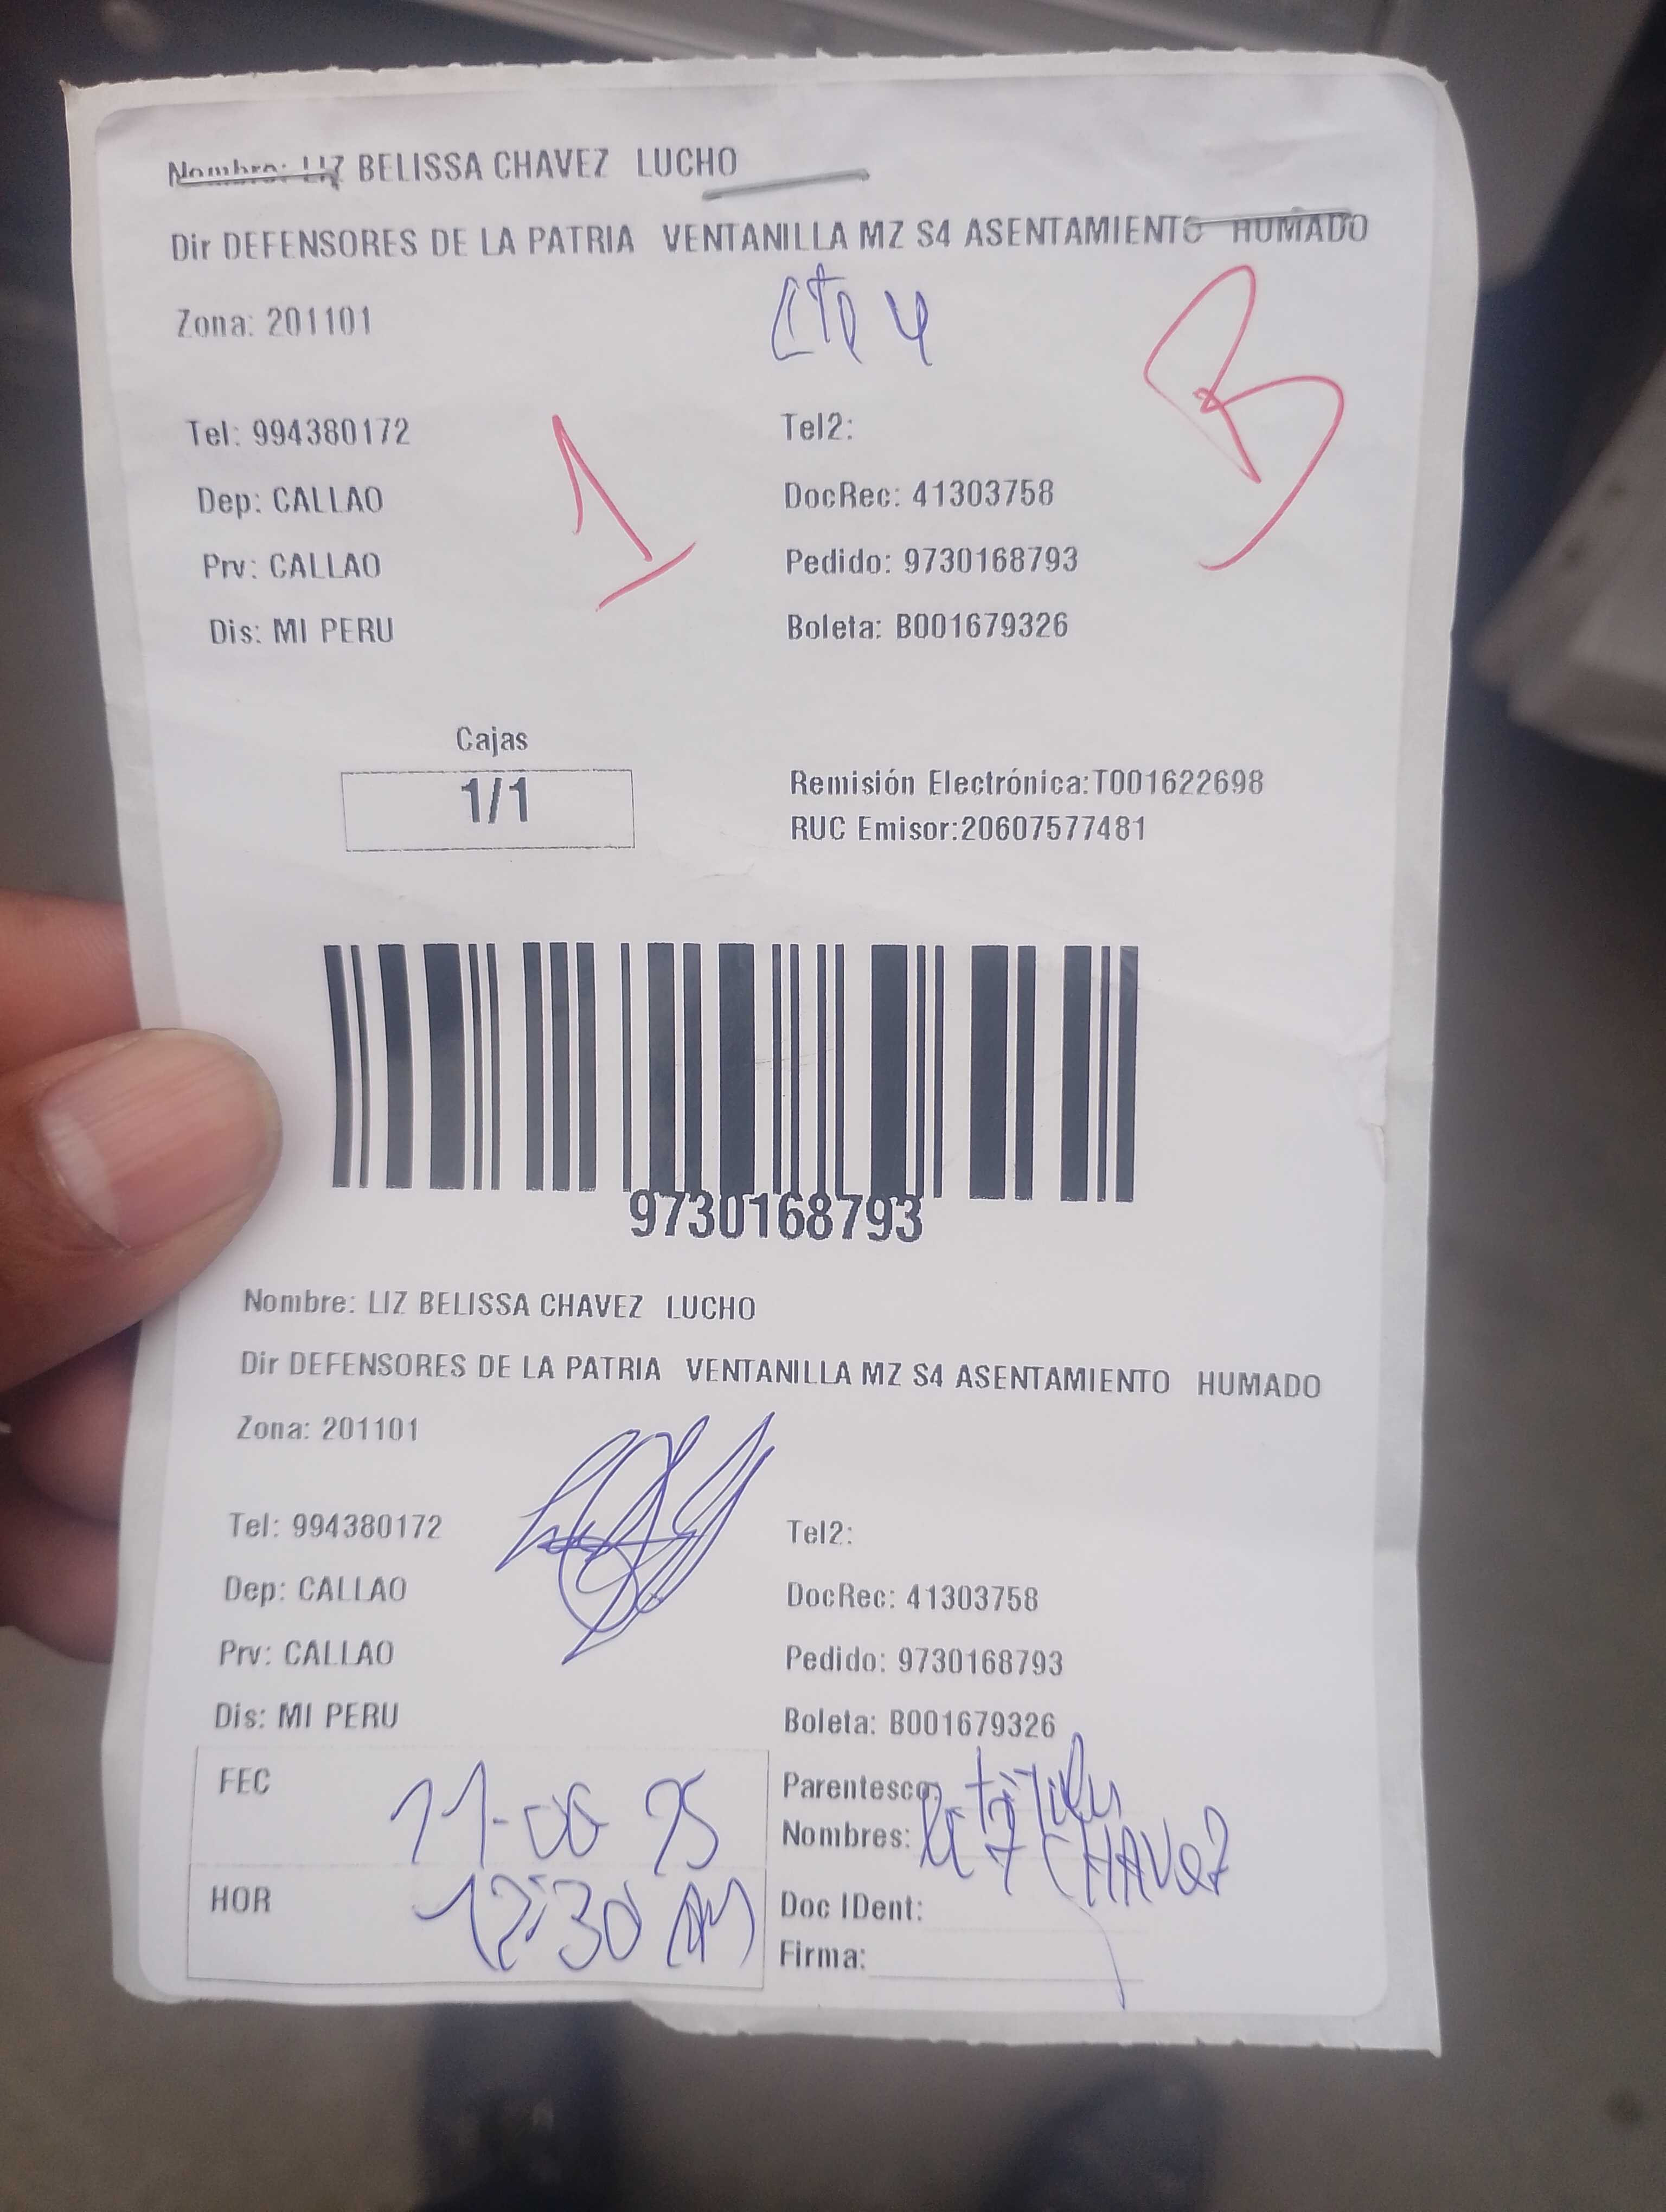 Nombre: LIZ BELISSA CHAVEZ LUCHO
Dir DEFENSORES DE LA PATRIA VENTANILLA MZ S4 ASENTAMIENTO HUMADO
Zona: 201101
Lte 4
B
Tel: 994380172
Tel2:
1
Dep: CALLAO
DocRec: 41303758
Prv: CALLAO
Pedido: 9730168793
Dis: MI PERU
Boleta: B001679326
Cajas
1/1
Remisión Electrónica:T001622698
RUC Emisor:20607577481
9730168793
Nombre: LIZ BELISSA CHAVEZ LUCHO
Dir DEFENSORES DE LA PATRIA VENTANILLA MZ S4 ASENTAMIENTO HUMADO
Zona: 201101
Tel: 994380172
Tel2:
Dep: CALLAO
DocRec: 41303758
Prv: CALLAO
Pedido: 9730168793
Dis: MI PERU
Boleta: B001679326
FEC 11-06 25
Parentesco:
Nombres: Liz CHAVEZ
HOR 12:30
Doc IDent:
Firma: